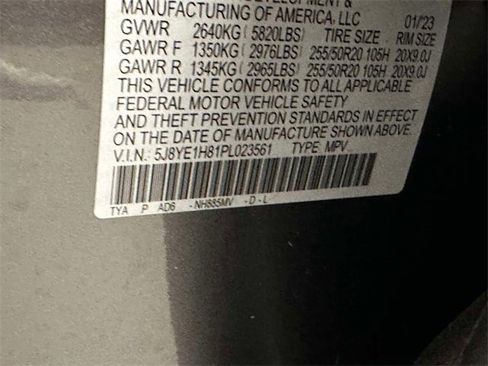 DEVELOPMENT &
MANUFACTURING OF AMERICA, LLC 01/23
GVWR 2640KG ( 5820LBS) TIRE SIZE RIM SIZE
GAWR F 1350KG ( 2976LBS) 255/50R20 105H 20X9.0J
GAWR R 1345KG ( 2965LBS) 255/50R20 105H 20X9.0J
THIS VEHICLE CONFORMS TO ALL APPLICABLE
FEDERAL MOTOR VEHICLE SAFETY
AND THEFT PREVENTION STANDARDS IN EFFECT
ON THE DATE OF MANUFACTURE SHOWN ABOVE.
V.I.N.: 5J8YE1H81PL023561 TYPE: MPV
TYA P AD6 -NH885MV -D-L